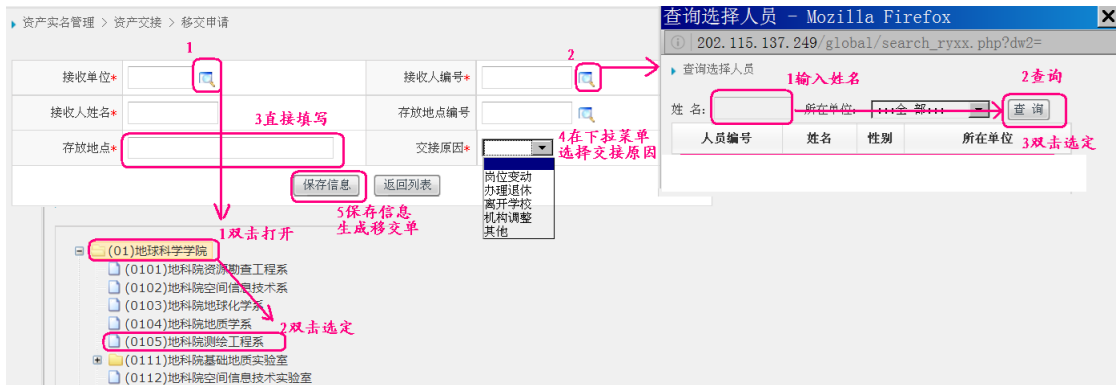 资产实名管理 > 资产交接 > 移交申请
1
2
接收单位*
接收人编号*
接收人姓名*
3直接填写
存放地点编号
存放地点*
交接原因*
4在下拉菜单
选择交接原因
岗位变动
办理退休
离开学校
机构调整
其他
保存信息
返回列表
5保存信息
生成移交单
1双击打开
(01)地球科学学院
(0101)地科院资源勘查工程系
(0102)地科院空间信息技术系
(0103)地科院地球化学系
(0104)地科院地质学系
2双击选定
(0105)地科院测绘工程系
(0111)地科院基础地质实验室
(0112)地科院空间信息技术实验室
查询选择人员 - Mozilla Firefox
202.115.137.249/global/search_ryxx.php?dw2=
查询选择人员
1输入姓名
2查询
姓 名:
所在单位:
:::全 部:::
查 询
人员编号
姓名
性别
所在单位
3双击选定